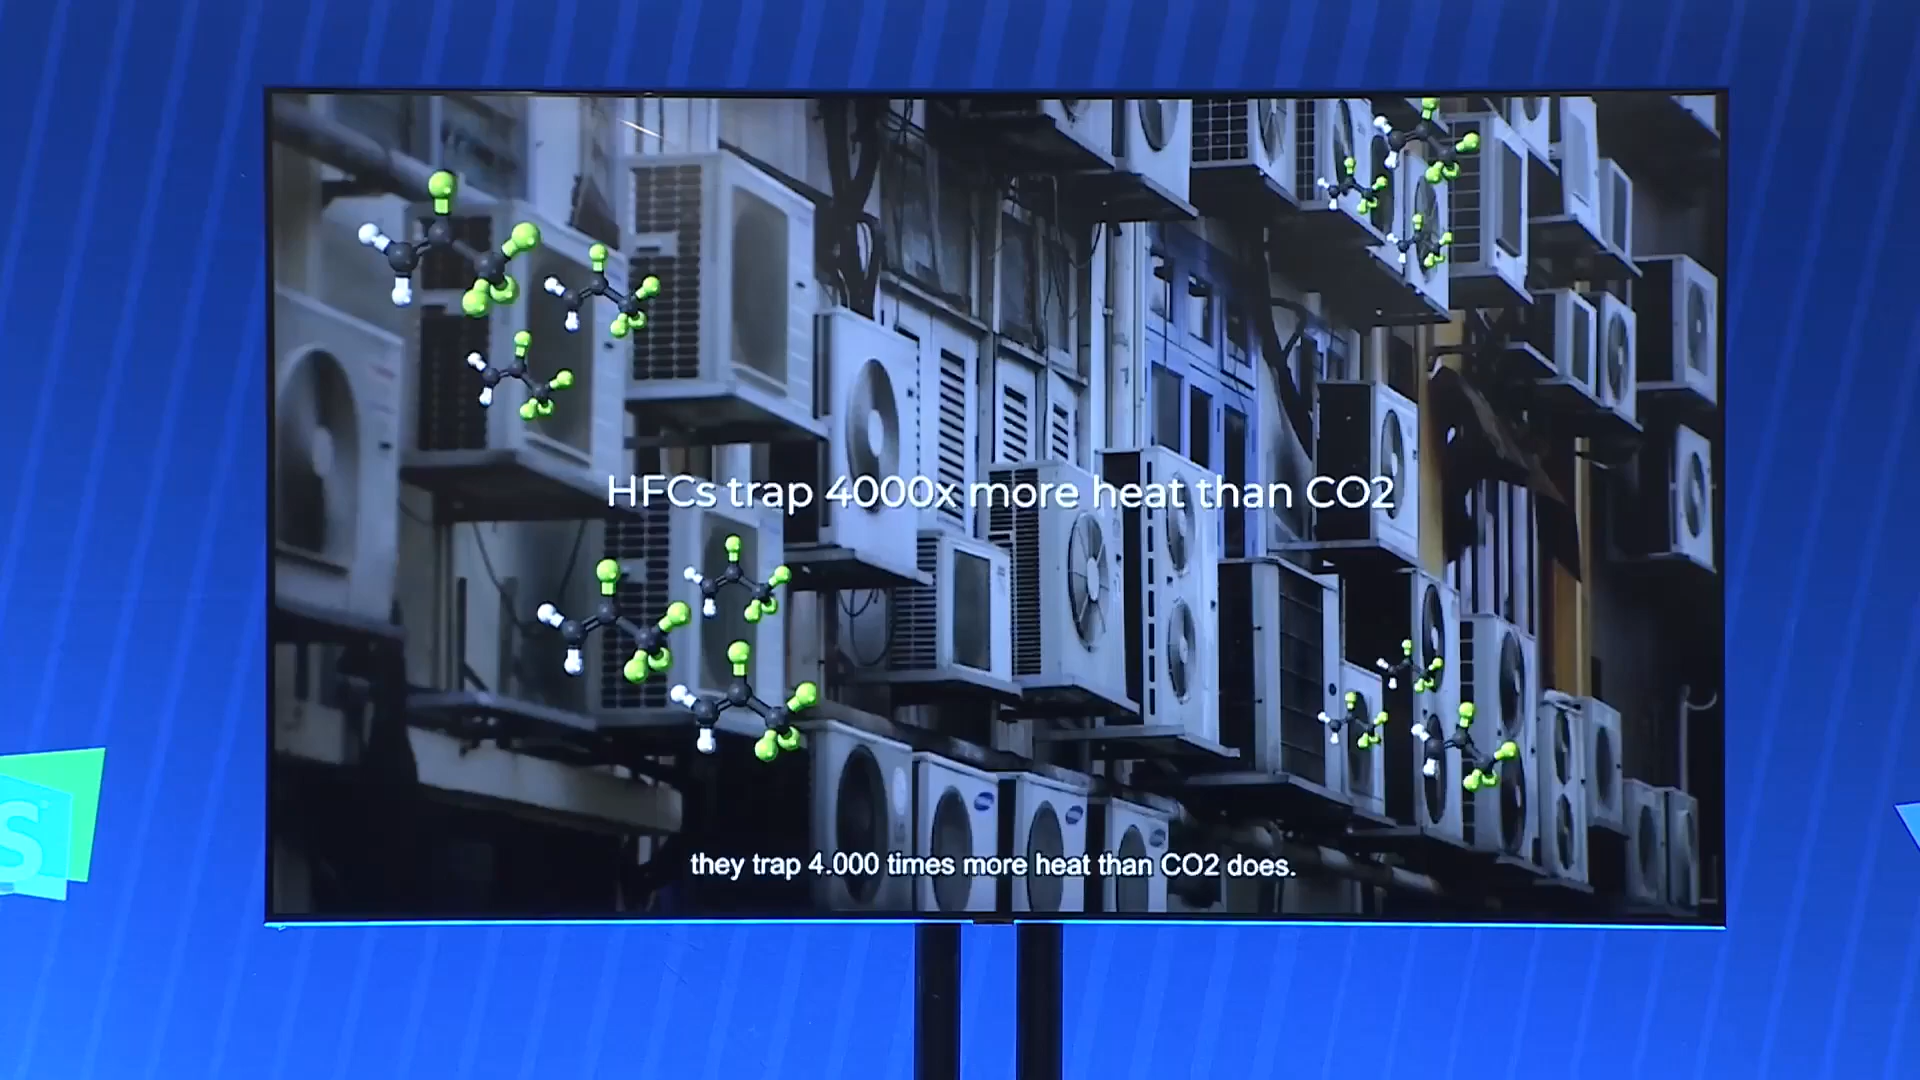 HFCs trap 4000x more heat than CO2
S
they trap 4.000 times more heat than CO2 does.